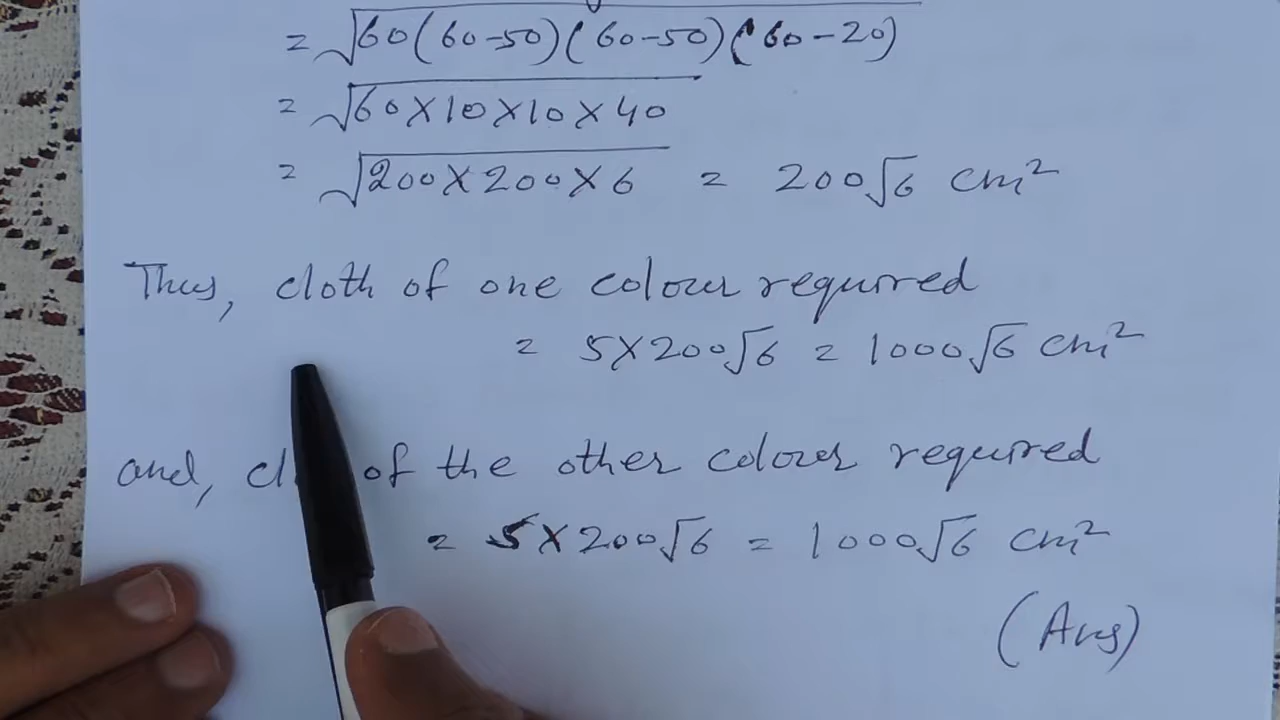 = √60(60-50)(60-50)(60-20)
= √60×10×10×40
= √200×200×6 = 200√6 cm²
Thus, cloth of one colour required
= 5×200√6 = 1000√6 cm²
and, cl of the other colour required
= 5×200√6 = 1000√6 cm²
(Ans)